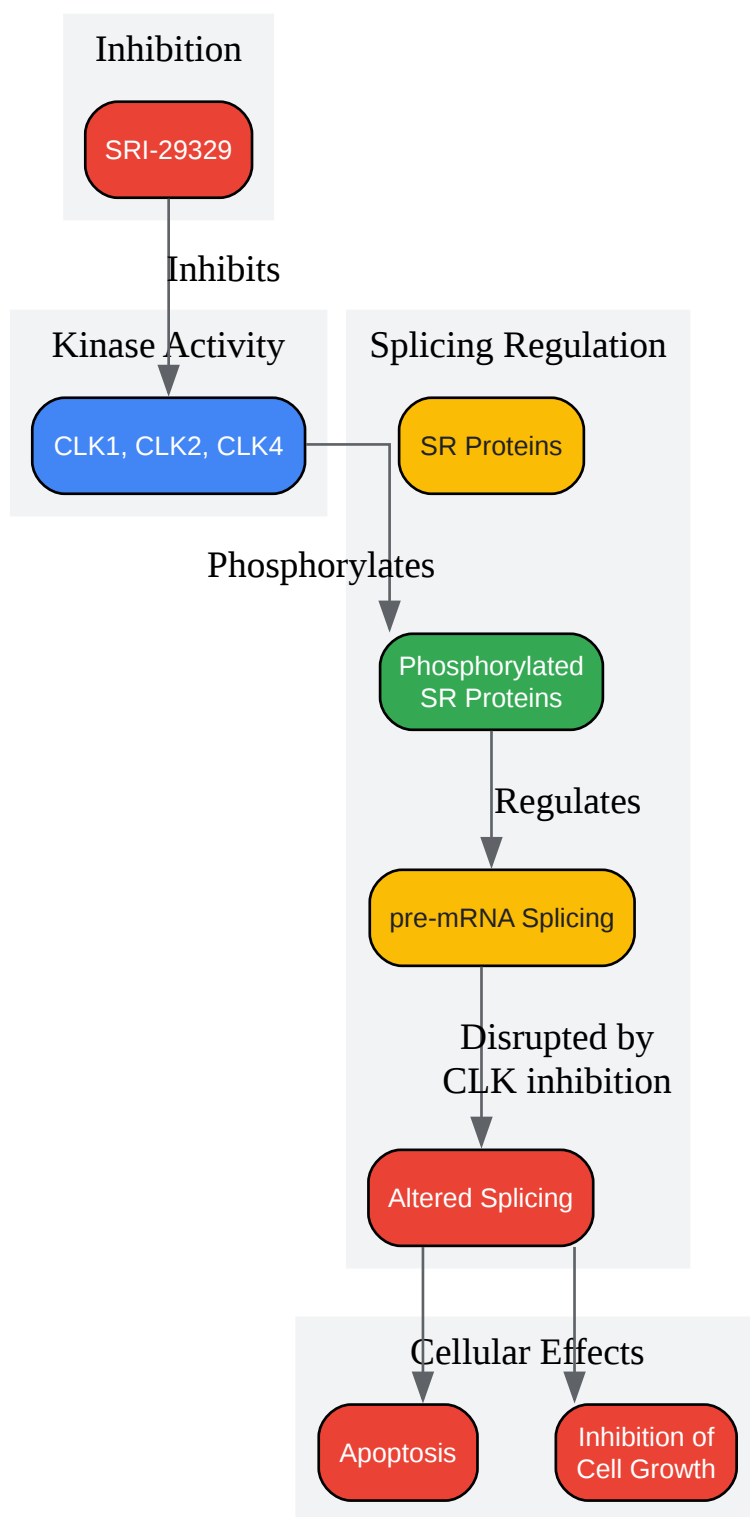 Inhibition
SRI-29329
Inhibits
Kinase Activity
Splicing Regulation
CLK1, CLK2, CLK4
SR Proteins
Phosphorylates
Phosphorylated
SR Proteins
Regulates
pre-mRNA Splicing
Disrupted by
CLK inhibition
Altered Splicing
Cellular Effects
Apoptosis
Inhibition of
Cell Growth